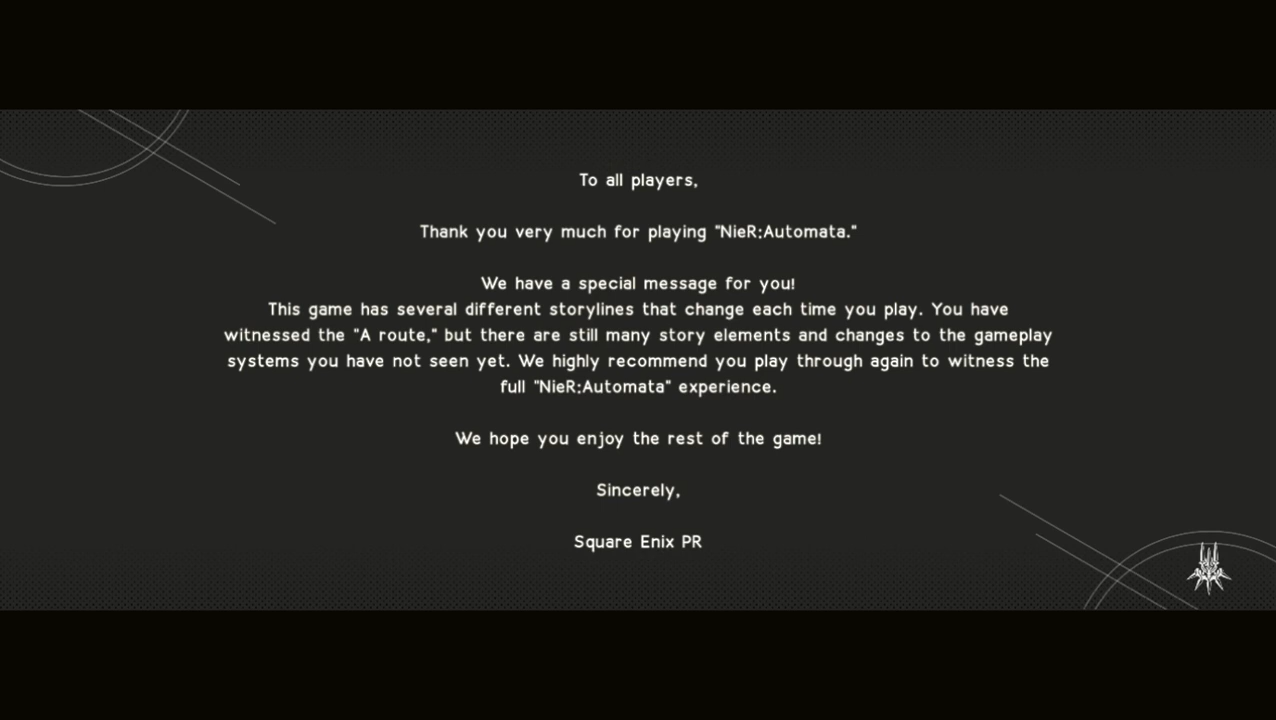 To all players,
Thank you very much for playing "NieR:Automata."
We have a special message for you!
This game has several different storylines that change each time you play. You have
witnessed the "A route," but there are still many story elements and changes to the gameplay
systems you have not seen yet. We highly recommend you play through again to witness the
full "NieR:Automata" experience.
We hope you enjoy the rest of the game!
Sincerely,
Square Enix PR